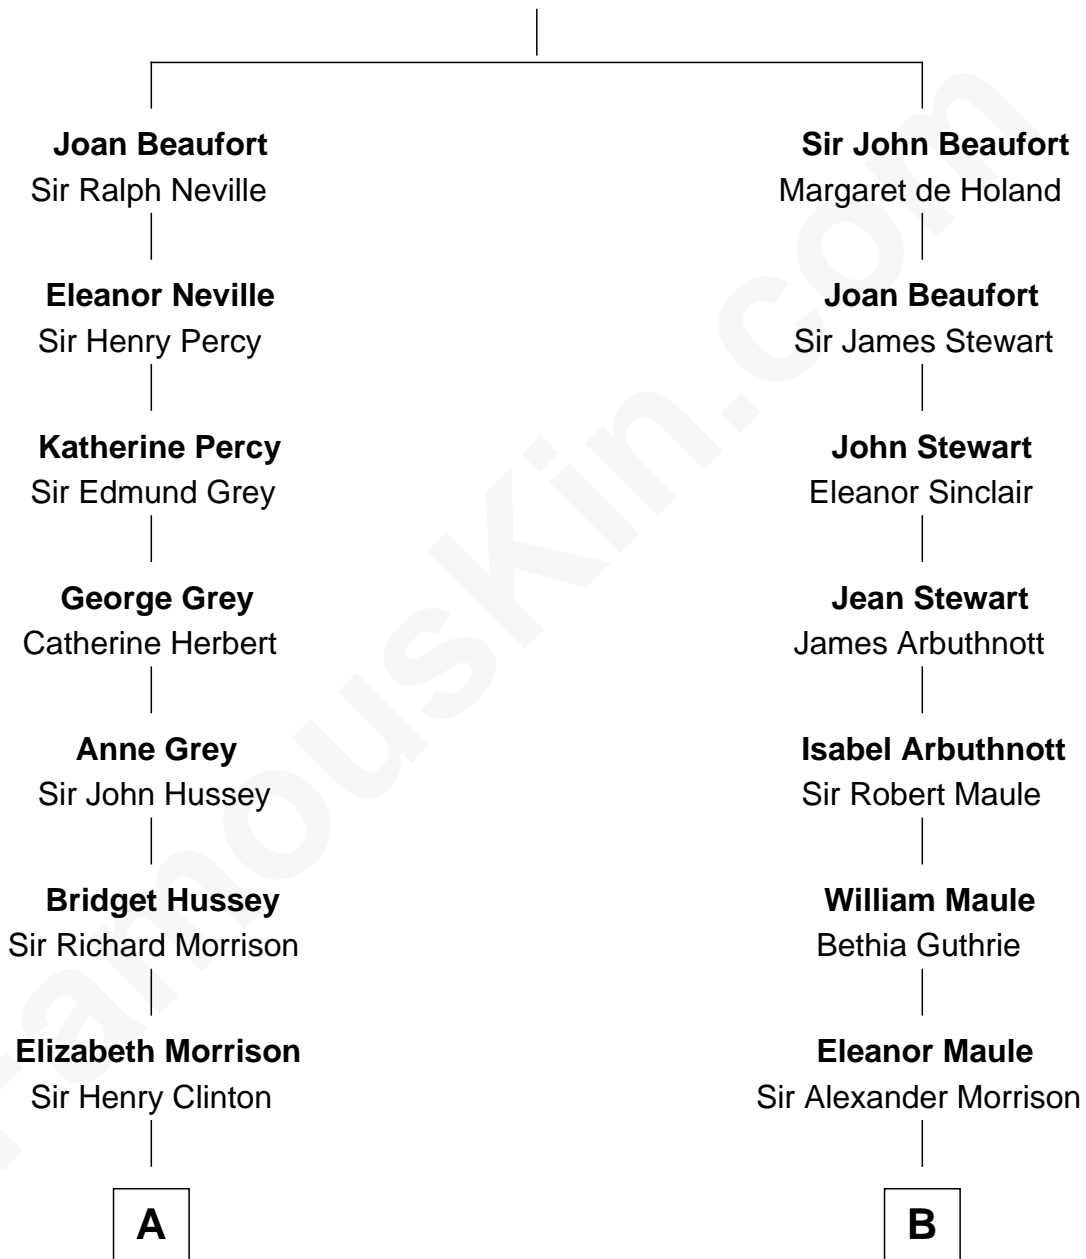 Joan Beaufort
Sir Ralph Neville
Sir John Beaufort
Margaret de Holand
Eleanor Neville
Sir Henry Percy
Joan Beaufort
Sir James Stewart
Katherine Percy
Sir Edmund Grey
John Stewart
Eleanor Sinclair
George Grey
Catherine Herbert
Jean Stewart
James Arbuthnott
Anne Grey
Sir John Hussey
Isabel Arbuthnott
Sir Robert Maule
Bridget Hussey
Sir Richard Morrison
William Maule
Bethia Guthrie
Elizabeth Morrison
Sir Henry Clinton
Eleanor Maule
Sir Alexander Morrison
A
B
FamousKin.com